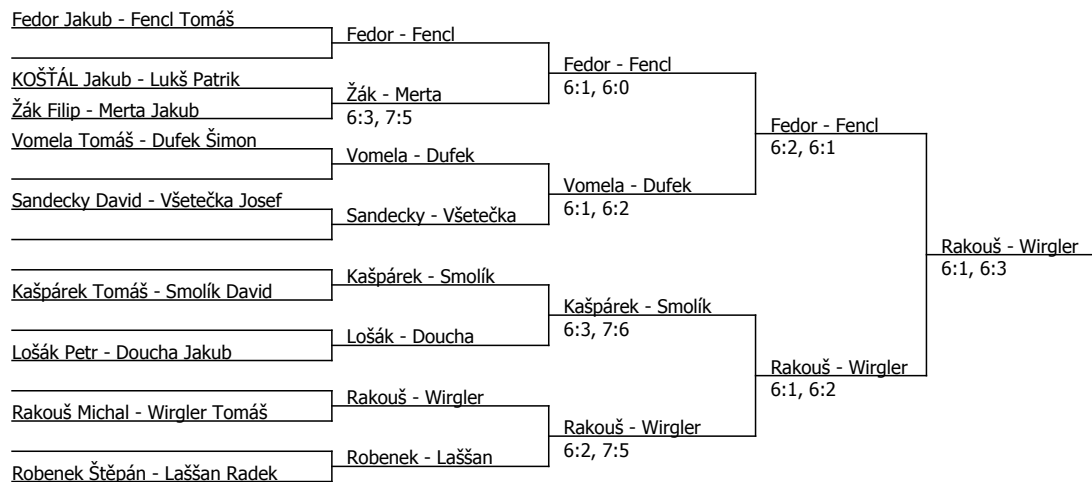 Fedor Jakub - Fencl Tomáš
KOŠŤÁL Jakub - Lukš Patrik
Žák Filip - Merta Jakub
Vomela Tomáš - Dufek Šimon
Sandecky David - Všetečka Josef
Kašpárek Tomáš - Smolík David
Lošák Petr - Doucha Jakub
Rakouš Michal - Wirgler Tomáš
Robenek Štěpán - Laššan Radek
Fedor - Fencl
Žák - Merta
6:3, 7:5
Vomela - Dufek
Sandecky - Všetečka
Kašpárek - Smolík
Lošák - Doucha
Rakouš - Wirgler
Robenek - Laššan
Fedor - Fencl
6:1, 6:0
Vomela - Dufek
6:1, 6:2
Kašpárek - Smolík
6:3, 7:6
Rakouš - Wirgler
6:2, 7:5
Fedor - Fencl
6:2, 6:1
Rakouš - Wirgler
6:1, 6:2
Rakouš - Wirgler
6:1, 6:3